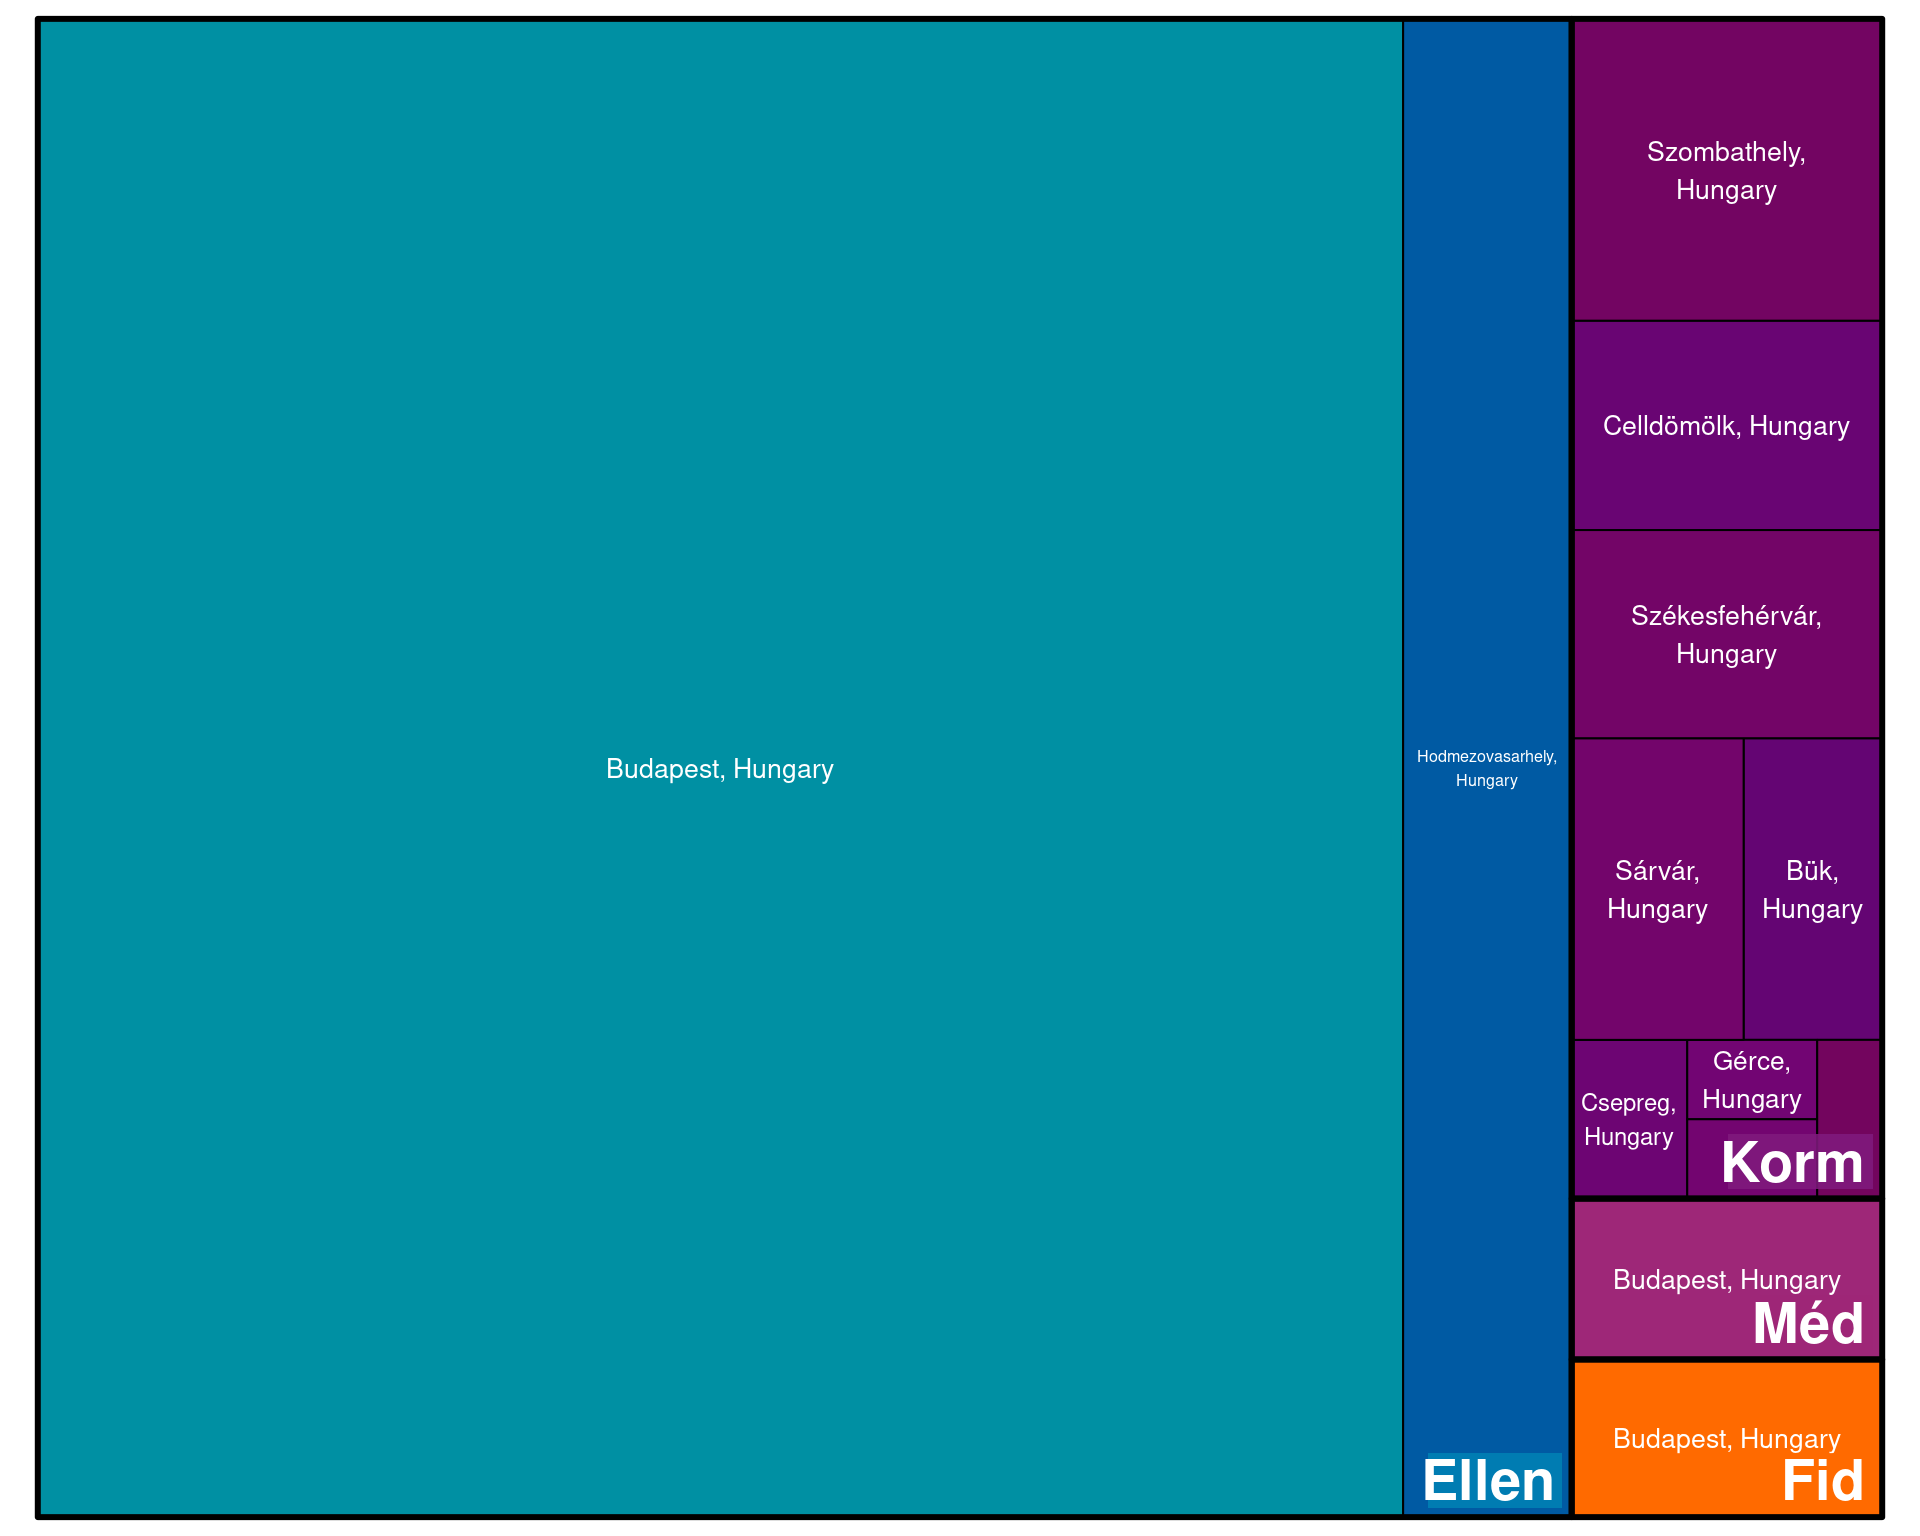 Budapest, Hungary
Hodmezovasarhely,
Hungary
Ellen
Szombathely,
Hungary
Celldömölk, Hungary
Székesfehérvár,
Hungary
Sárvár,
Hungary
Bük,
Hungary
Csepreg,
Hungary
Gérce,
Hungary
Korm
Budapest, Hungary
Méd
Budapest, Hungary
Fid